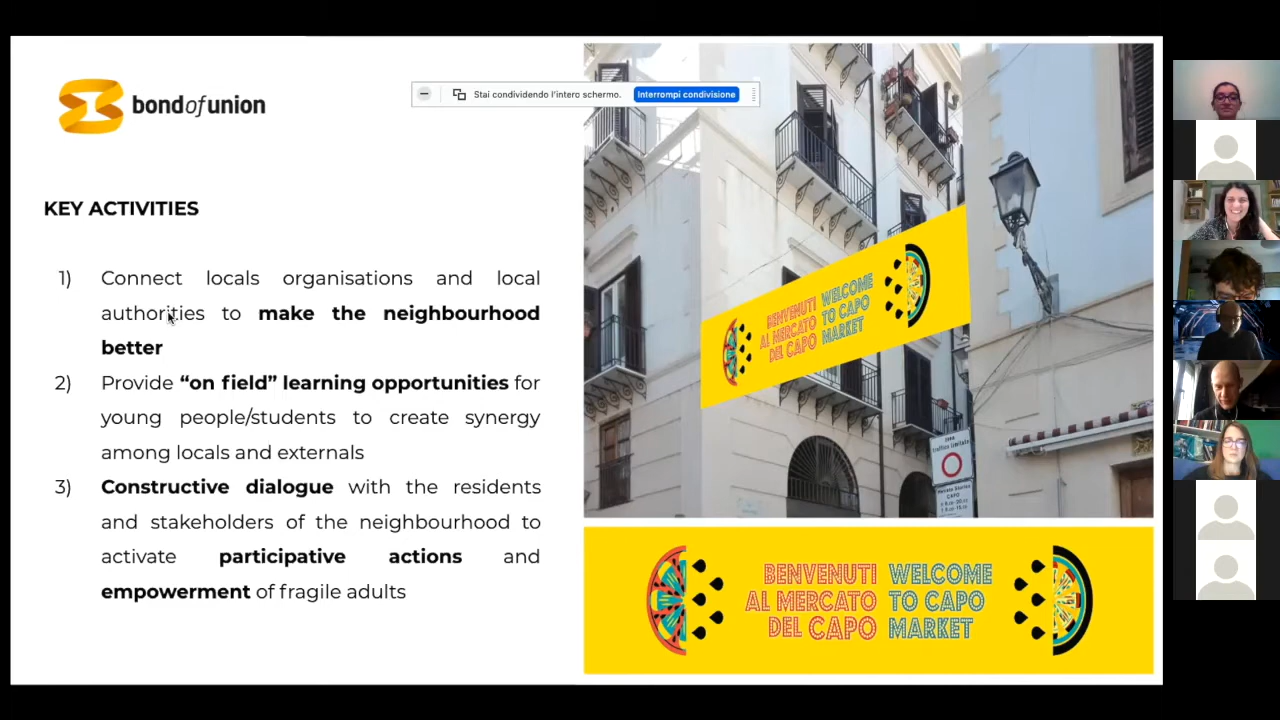 bondofunion
Stai condividendo l'intero schermo.
Interrompi condivisione
KEY ACTIVITIES
1) Connect locals organisations and local
authorities to make the neighbourhood
better
2) Provide “on field” learning opportunities for
young people/students to create synergy
among locals and externals
3) Constructive dialogue with the residents
and stakeholders of the neighbourhood to
activate participative actions and
empowerment of fragile adults
BENVENUTI
AL MERCATO
DEL CAPO
WELCOME
TO CAPO
MARKET
zona
traffico limitato
CAPO
BENVENUTI
AL MERCATO
DEL CAPO
WELCOME
TO CAPO
MARKET